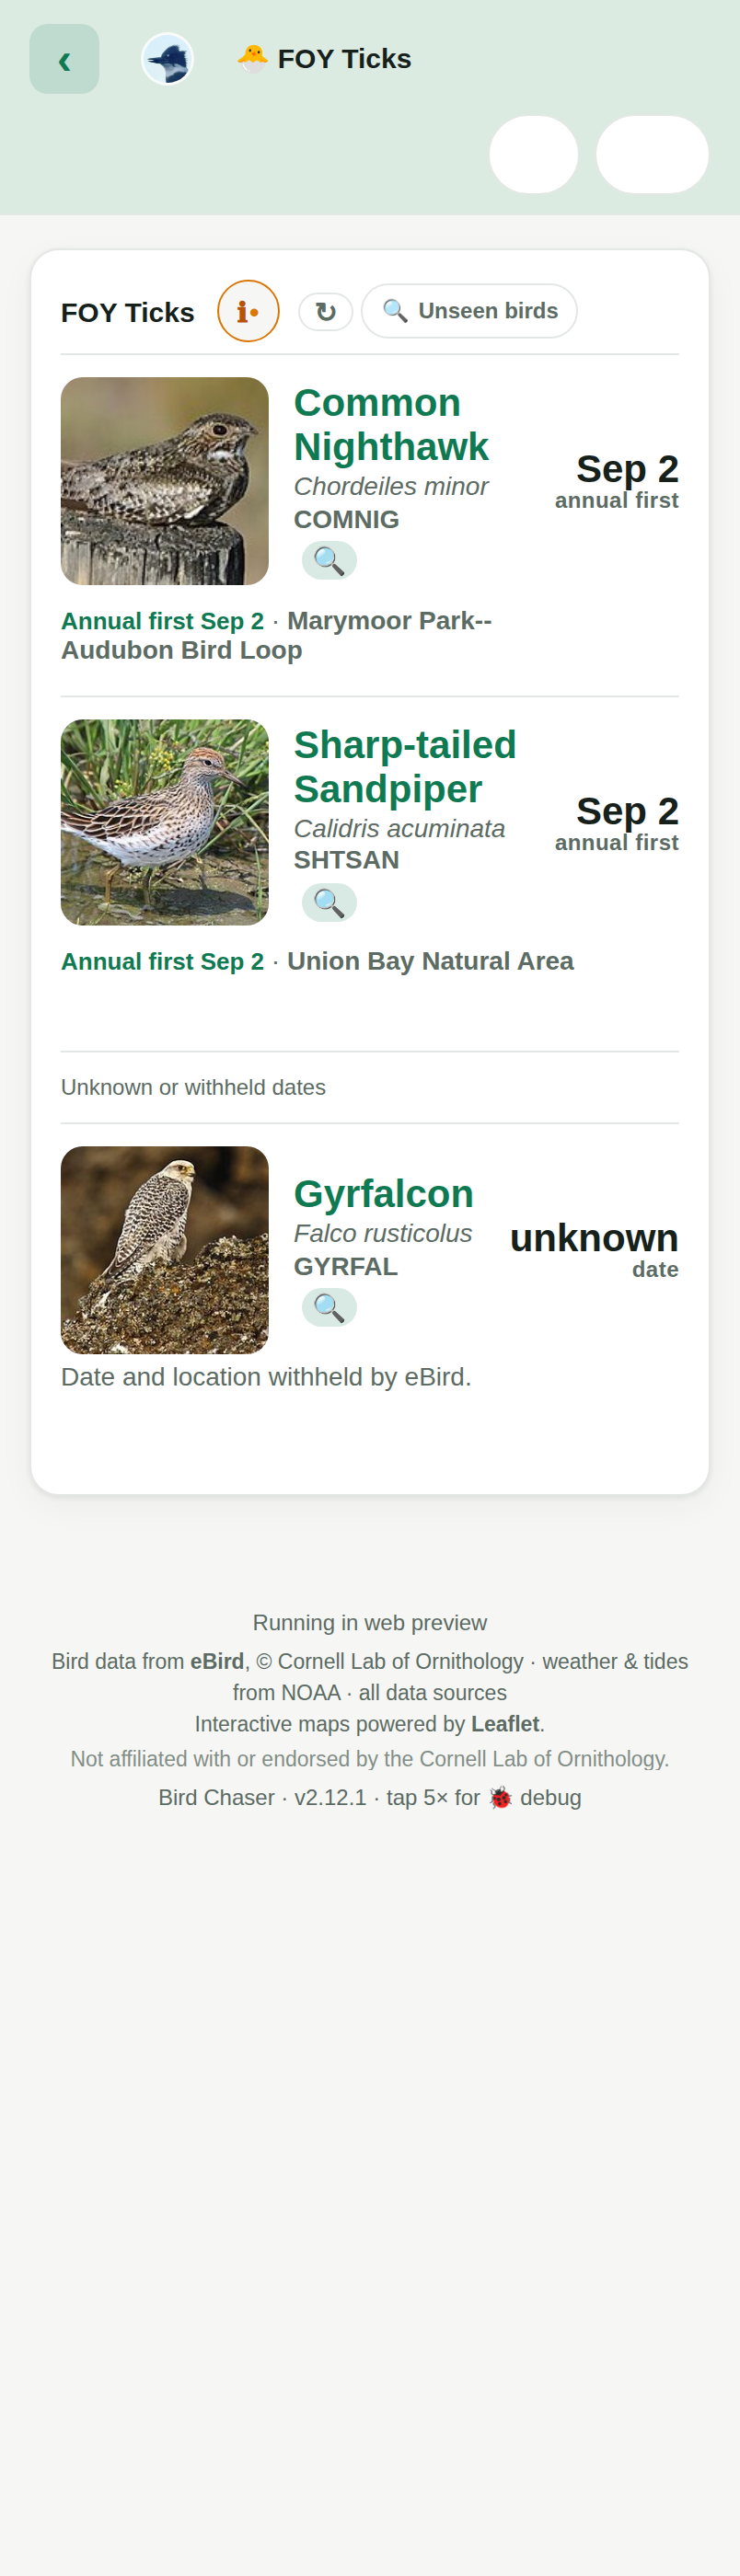 ‹ 🐣 FOY Ticks
FOY Ticks ℹ• ↻ 🔍 Unseen birds
Common
Nighthawk
Chordeiles minor
COMNIG
🔍
Sep 2
annual first
Annual first Sep 2 · Marymoor Park--
Audubon Bird Loop
Sharp-tailed
Sandpiper
Calidris acuminata
SHTSAN
🔍
Sep 2
annual first
Annual first Sep 2 · Union Bay Natural Area
Unknown or withheld dates
Gyrfalcon
Falco rusticolus
GYRFAL
🔍
unknown
date
Date and location withheld by eBird.
Running in web preview
Bird data from eBird, © Cornell Lab of Ornithology · weather & tides
from NOAA · all data sources
Interactive maps powered by Leaflet.
Not affiliated with or endorsed by the Cornell Lab of Ornithology.
Bird Chaser · v2.12.1 · tap 5× for 🐞 debug